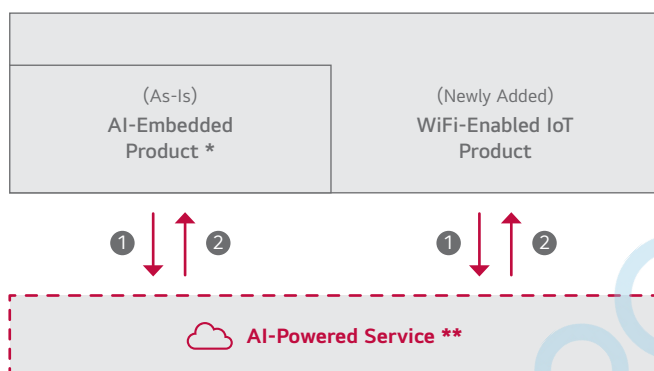 (As-Is)
AI-Embedded
Product *
(Newly Added)
WiFi-Enabled IoT
Product
1 2
1 2
AI-Powered Service **